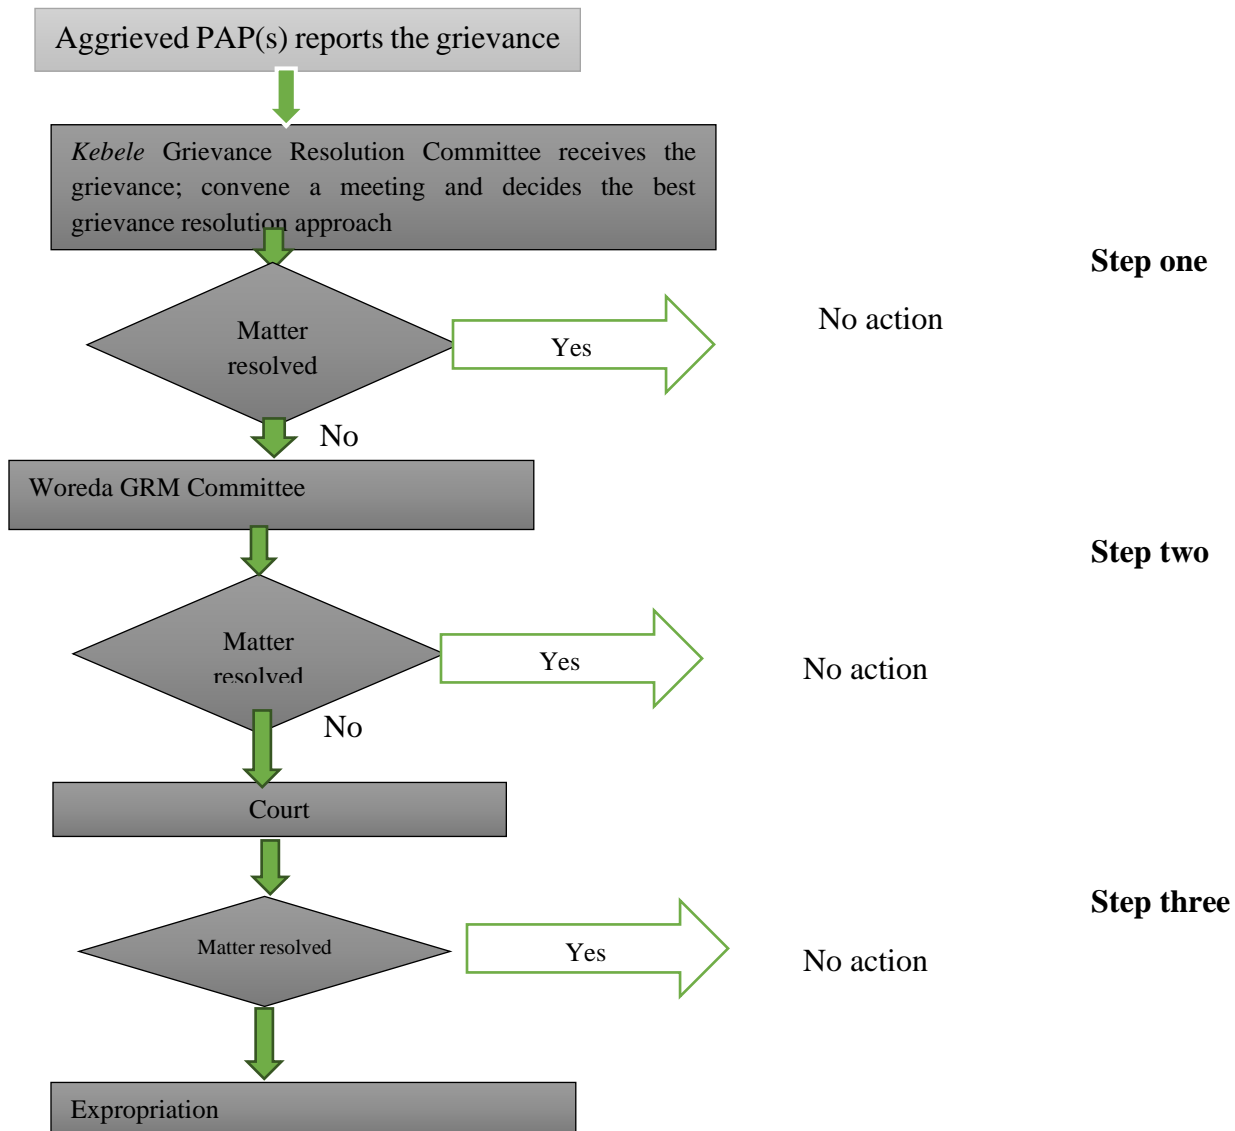 Aggrieved PAP(s) reports the grievance
Kebele Grievance Resolution Committee receives the
grievance; convene a meeting and decides the best
grievance resolution approach
Step one
Matter
resolved
Yes
No action
No
Woreda GRM Committee
Step two
Matter
resolved
Yes
No action
No
Court
Step three
Matter resolved
Yes
No action
Expropriation